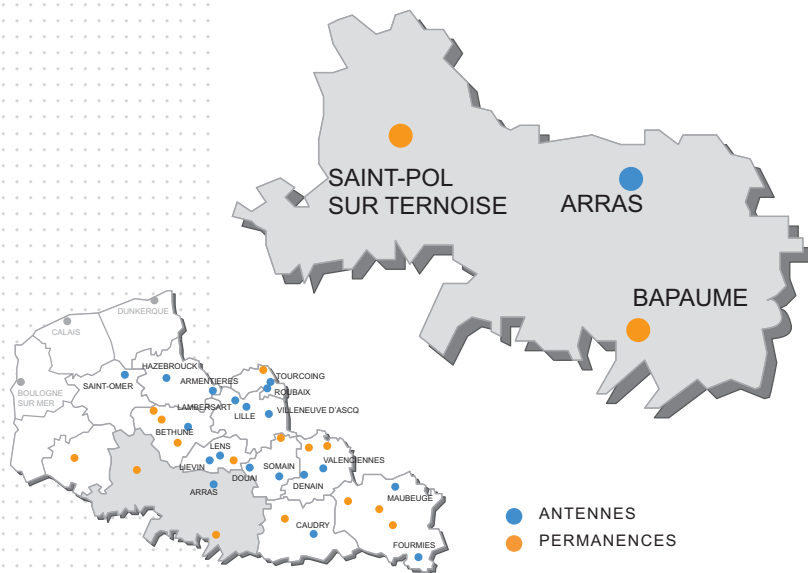 SAINT-POL
SUR TERNOISE
ARRAS
BAPAUME
DUNKERQUE
CALAIS
HAZEBROUCK
SAINT-OMER
ARMENTIERES
TOURCOING
ROUBAIX
BOULOGNE
SUR MER
LAMBERSART
LILLE
VILLENEUVE D'ASCQ
BETHUNE
LENS
LIEVIN
DOUAI
SOMAIN
VALENCIENNES
DENAIN
ARRAS
MAUBEUGE
CAUDRY
FOURMIES
ANTENNES
PERMANENCES